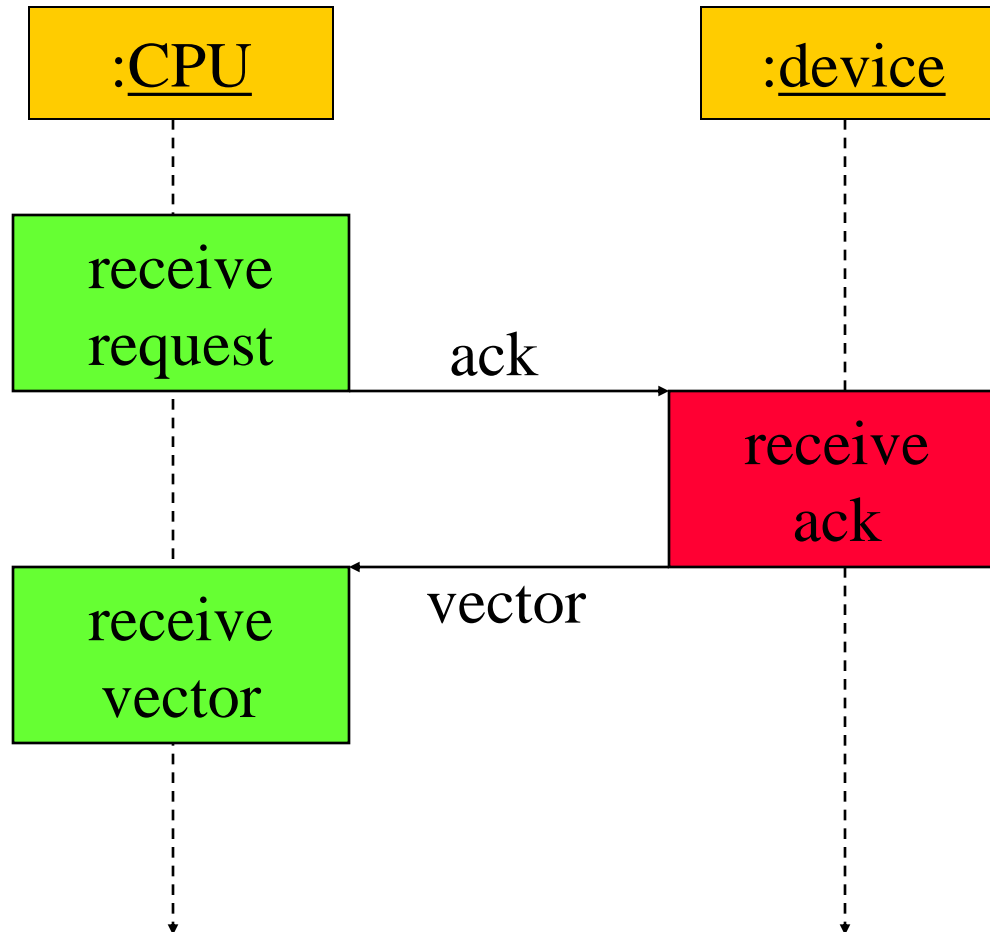 :CPU
:device
receive
request
ack
receive
ack
vector
receive
vector